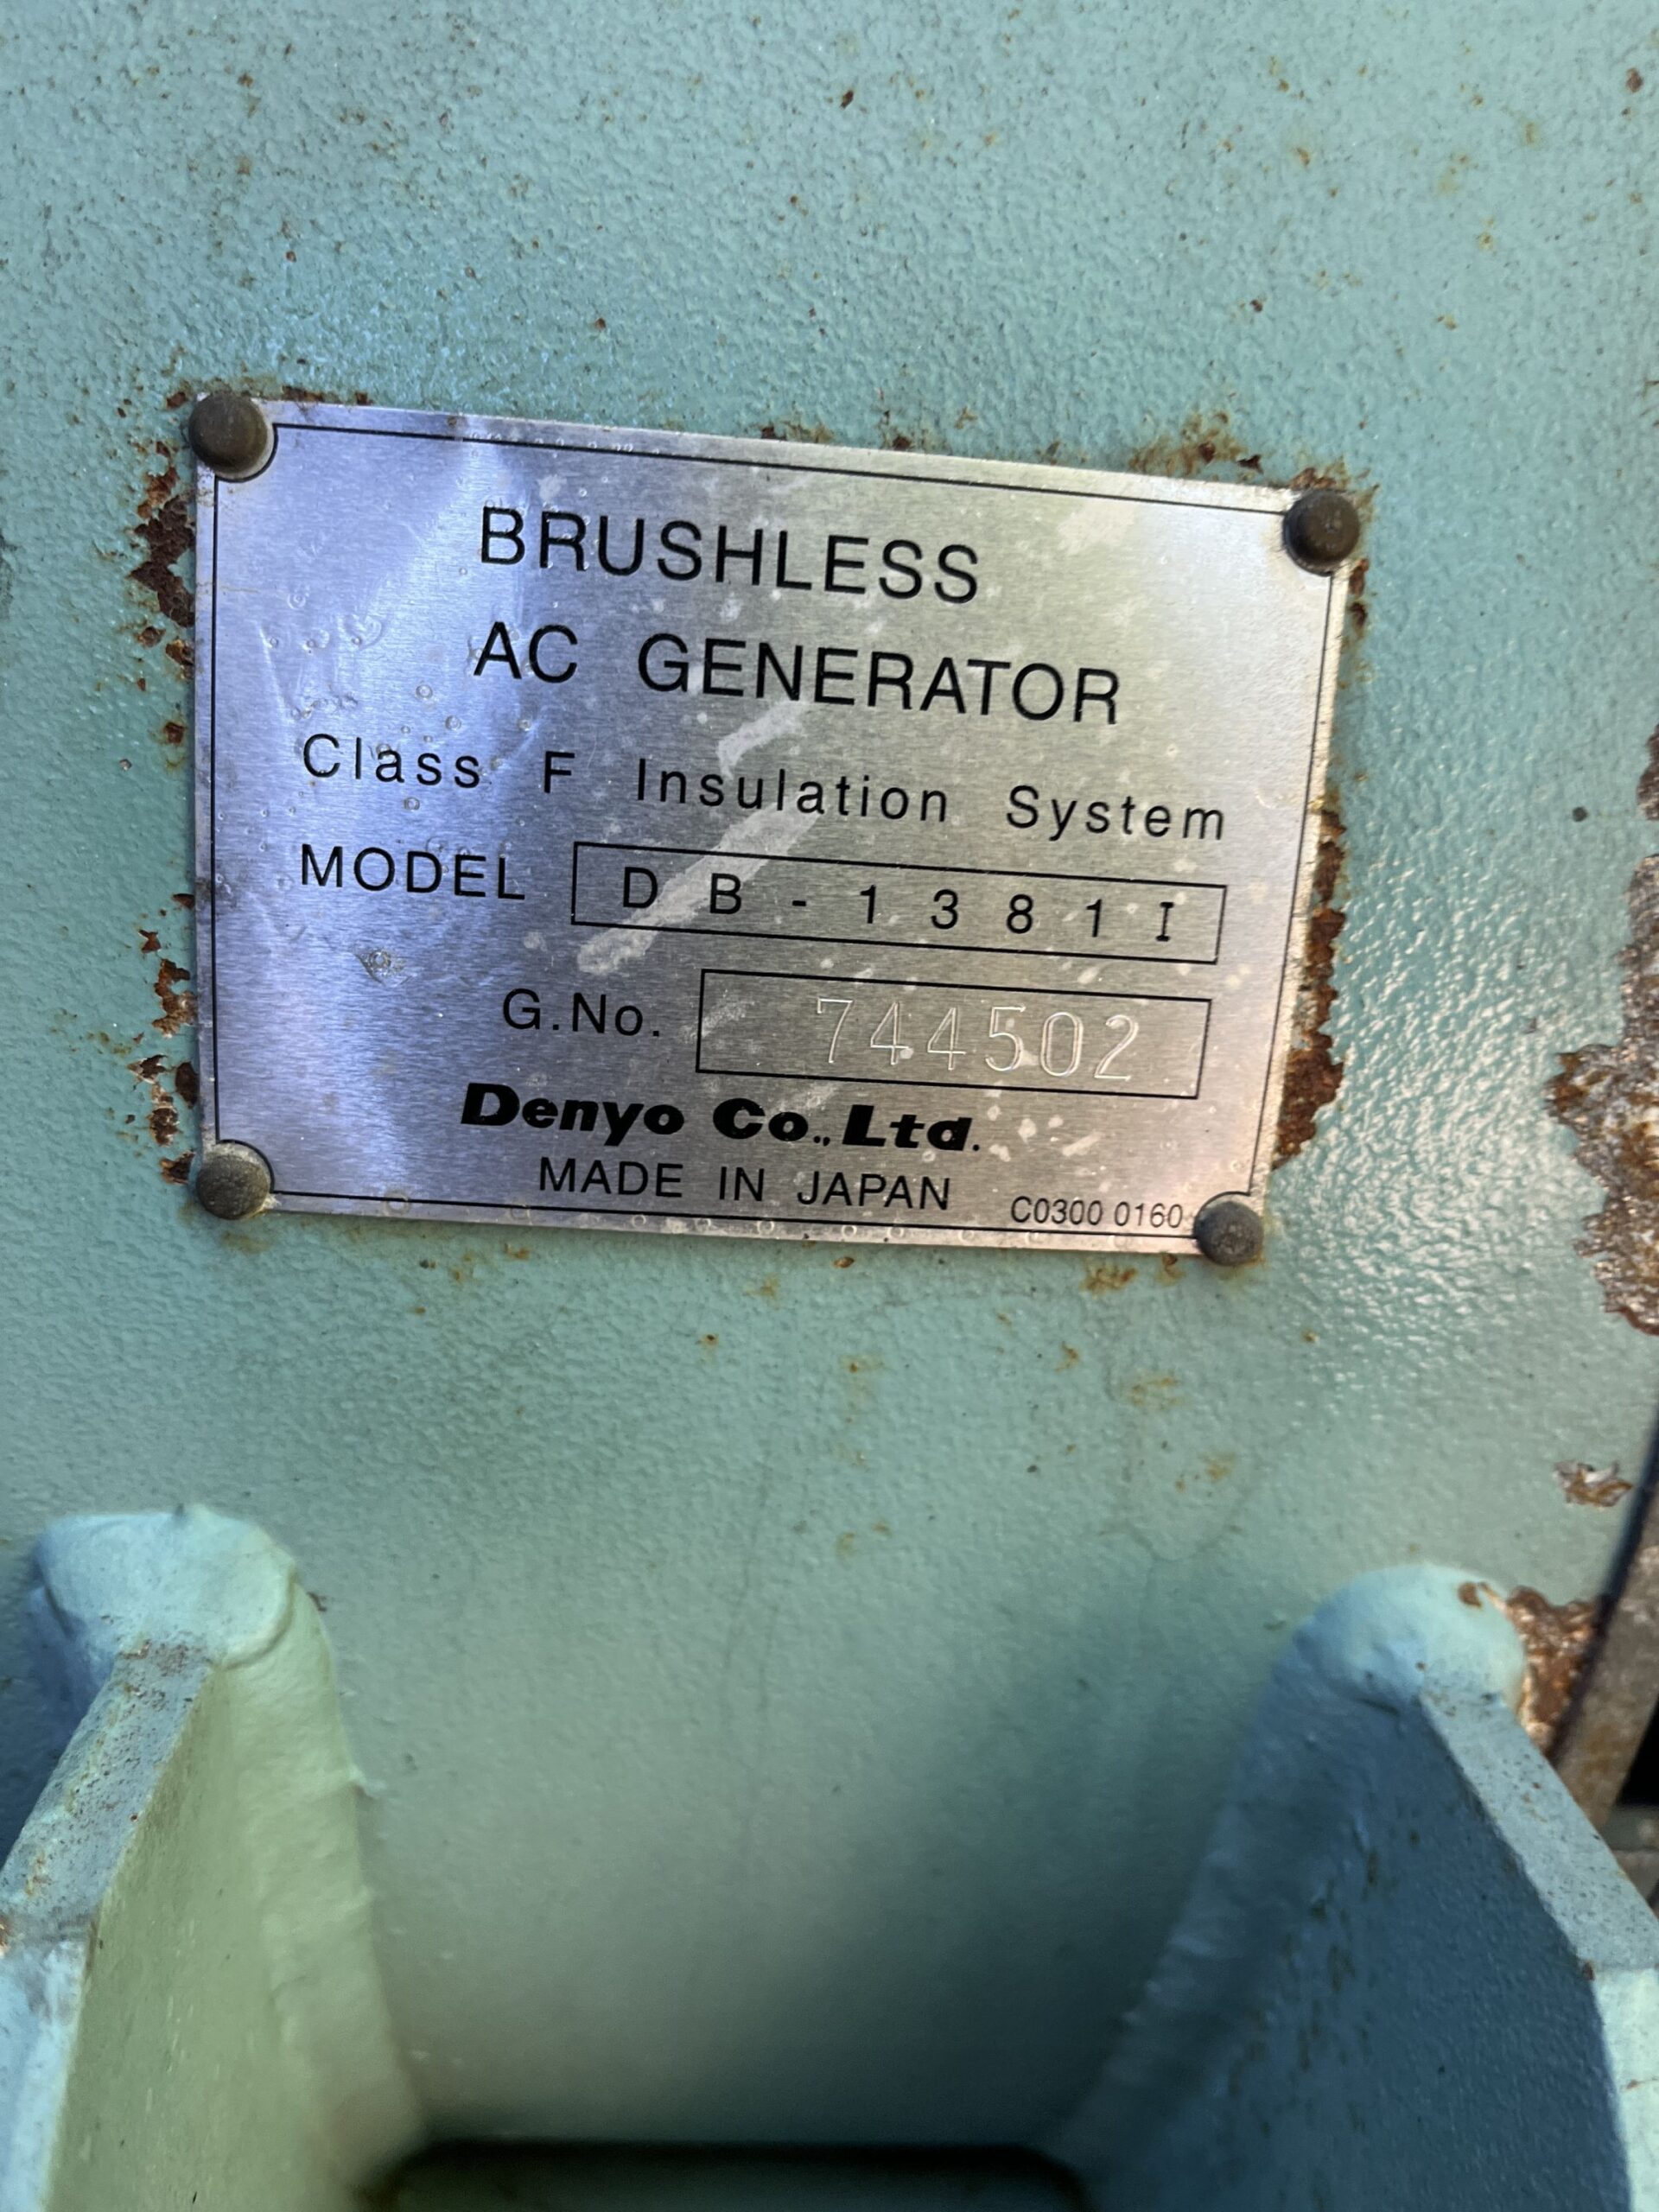 BRUSHLESS
AC GENERATOR
Class F Insulation System
MODEL DB-1381I
G.No. 744502
Denyo Co., Ltd.
MADE IN JAPAN C0300 0160